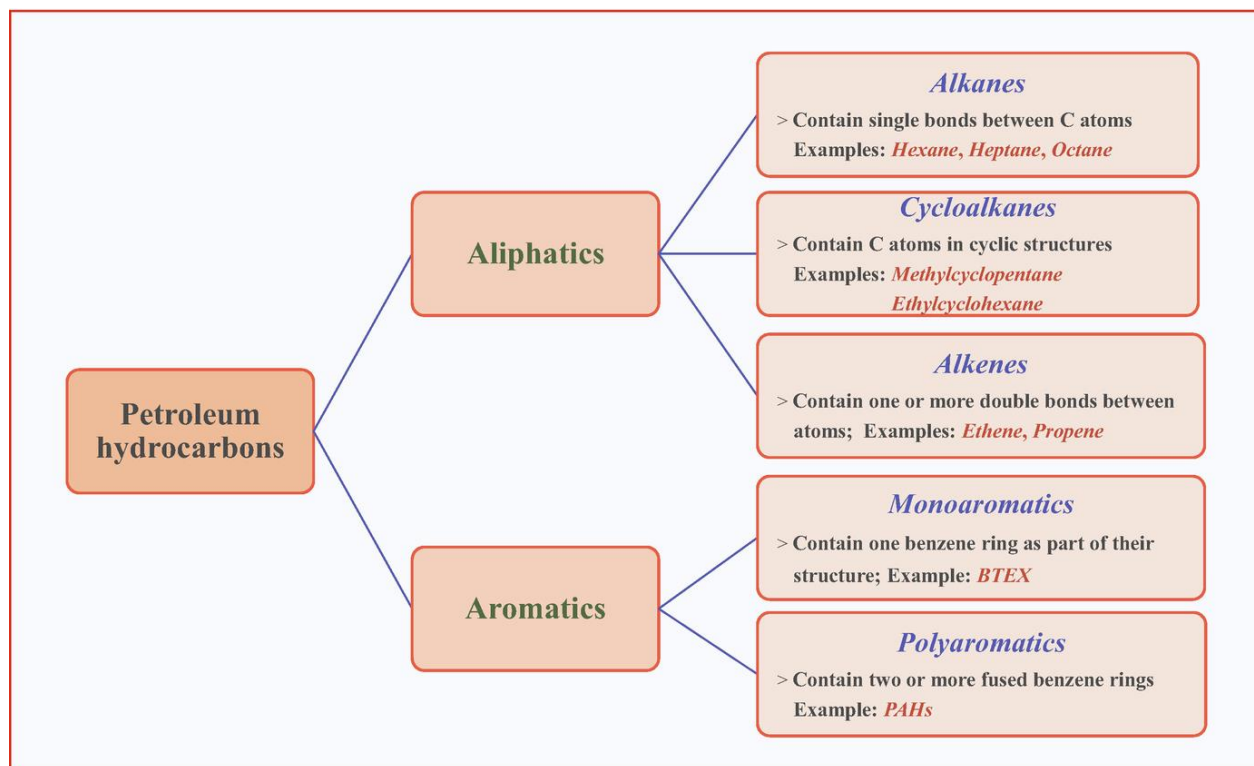 Petroleum
hydrocarbons
Aliphatics
Aromatics
Alkanes
> Contain single bonds between C atoms
Examples: Hexane, Heptane, Octane
Cycloalkanes
> Contain C atoms in cyclic structures
Examples: Methylcyclopentane
Ethylcyclohexane
Alkenes
> Contain one or more double bonds between
atoms; Examples: Ethene, Propene
Monoaromatics
> Contain one benzene ring as part of their
structure; Example: BTEX
Polyaromatics
> Contain two or more fused benzene rings
Example: PAHs